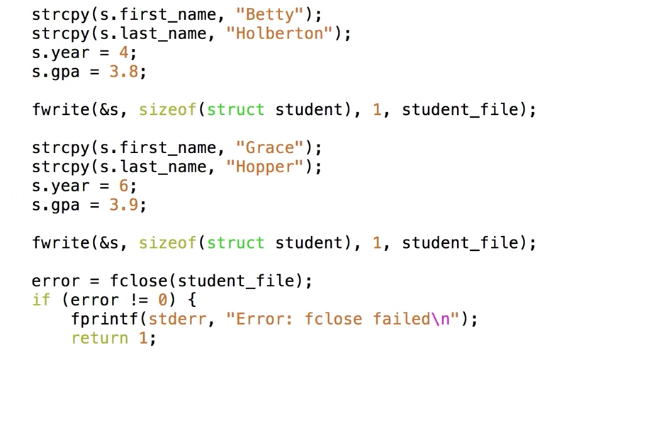 strcpy(s.first_name, "Betty");
strcpy(s.last_name, "Holberton");
s.year = 4;
s.gpa = 3.8;
fwrite(&s, sizeof(struct student), 1, student_file);
strcpy(s.first_name, "Grace");
strcpy(s.last_name, "Hopper");
s.year = 6;
s.gpa = 3.9;
fwrite(&s, sizeof(struct student), 1, student_file);
error = fclose(student_file);
if (error != 0) {
fprintf(stderr, "Error: fclose failed\n");
return 1;